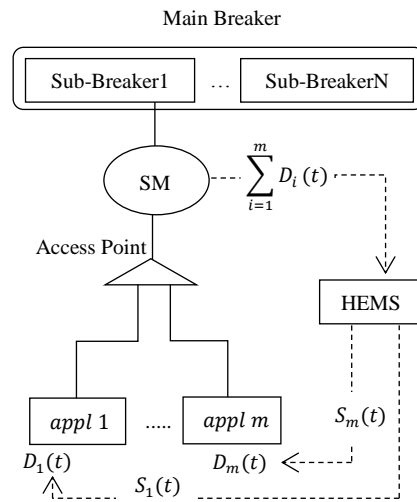 Main Breaker
Sub-Breaker1 ... Sub-BreakerN
SM
m
∑ D_i (t)
i=1
Access Point
HEMS
appl 1 ..... appl m
S_m(t)
D_1(t) D_m(t)
S_1(t)